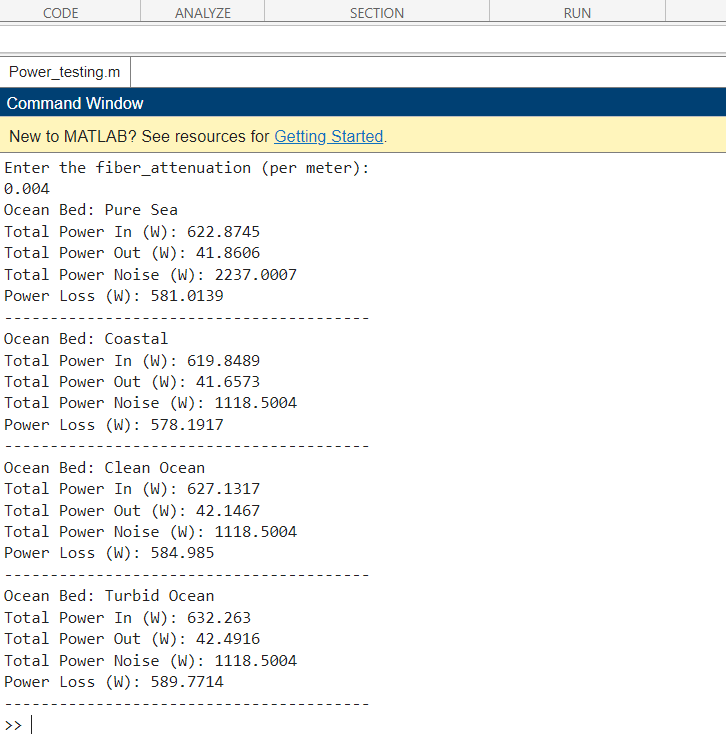 CODE ANALYZE SECTION RUN
Power_testing.m
Command Window
New to MATLAB? See resources for Getting Started.
Enter the fiber_attenuation (per meter):
0.004
Ocean Bed: Pure Sea
Total Power In (W): 622.8745
Total Power Out (W): 41.8606
Total Power Noise (W): 2237.0007
Power Loss (W): 581.0139
----------------------------------------
Ocean Bed: Coastal
Total Power In (W): 619.8489
Total Power Out (W): 41.6573
Total Power Noise (W): 1118.5004
Power Loss (W): 578.1917
----------------------------------------
Ocean Bed: Clean Ocean
Total Power In (W): 627.1317
Total Power Out (W): 42.1467
Total Power Noise (W): 1118.5004
Power Loss (W): 584.985
----------------------------------------
Ocean Bed: Turbid Ocean
Total Power In (W): 632.263
Total Power Out (W): 42.4916
Total Power Noise (W): 1118.5004
Power Loss (W): 589.7714
----------------------------------------
>>